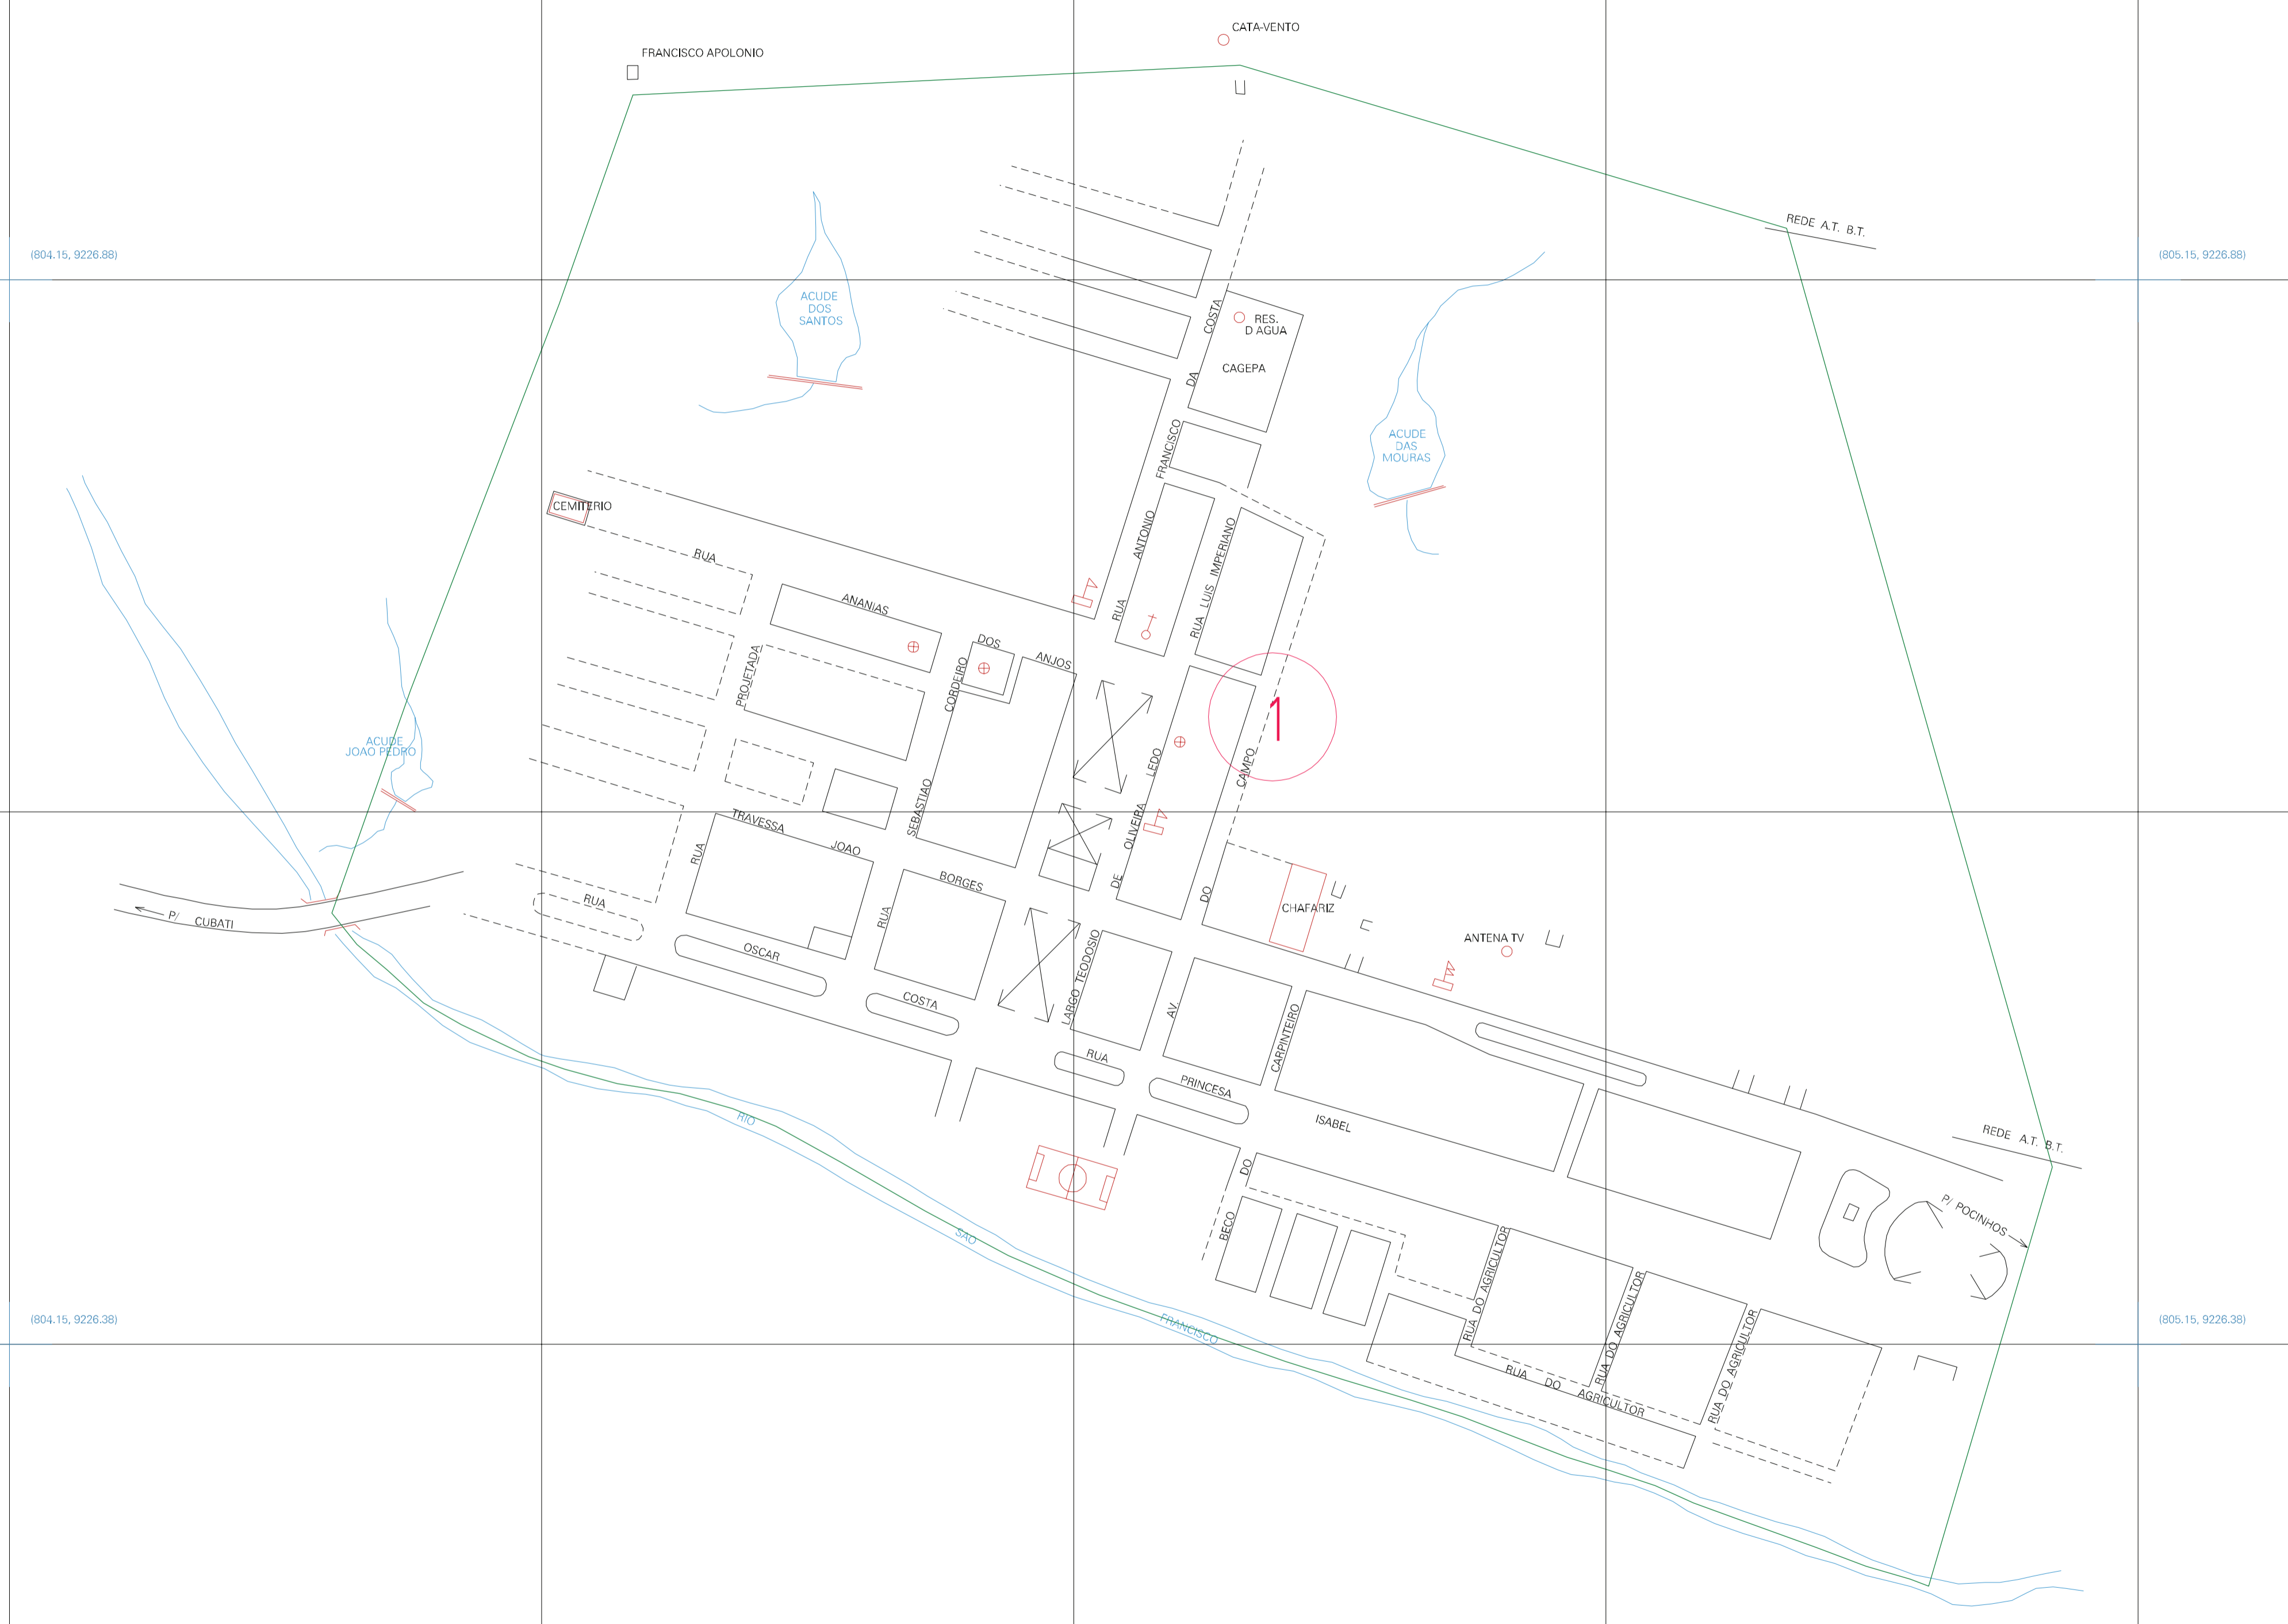 CATA-VENTO
FRANCISCO APOLONIO
REDE A.T. B.T.
(804.15, 9226.88)
(805.15, 9226.88)
ACUDE
DOS
SANTOS
RES.
D AGUA
CAGEPA
RUA ANTONIO FRANCISCO DA COSTA
ACUDE
DAS
MOURAS
CEMITERIO
RUA ANANIAS DOS ANJOS
RUA LUIS IMPERIANO
RUA PROJETADA
RUA SEBASTIAO CORDEIRO
1
ACUDE
JOAO PEDRO
AV. DE OLIVEIRA LEDO
DO CAMPO
TRAVESSA JOAO BORGES
P/ CUBATI
RUA OSCAR COSTA
CHAFARIZ
ANTENA TV
LARGO TEODOSIO
BECO DO CARPINTEIRO
RUA PRINCESA ISABEL
REDE A.T. B.T.
P/ POCINHOS
RIO SAO FRANCISCO
RUA DO AGRICULTOR
RUA DO AGRICULTOR
RUA DO AGRICULTOR
RUA DO AGRICULTOR
(804.15, 9226.38)
(805.15, 9226.38)